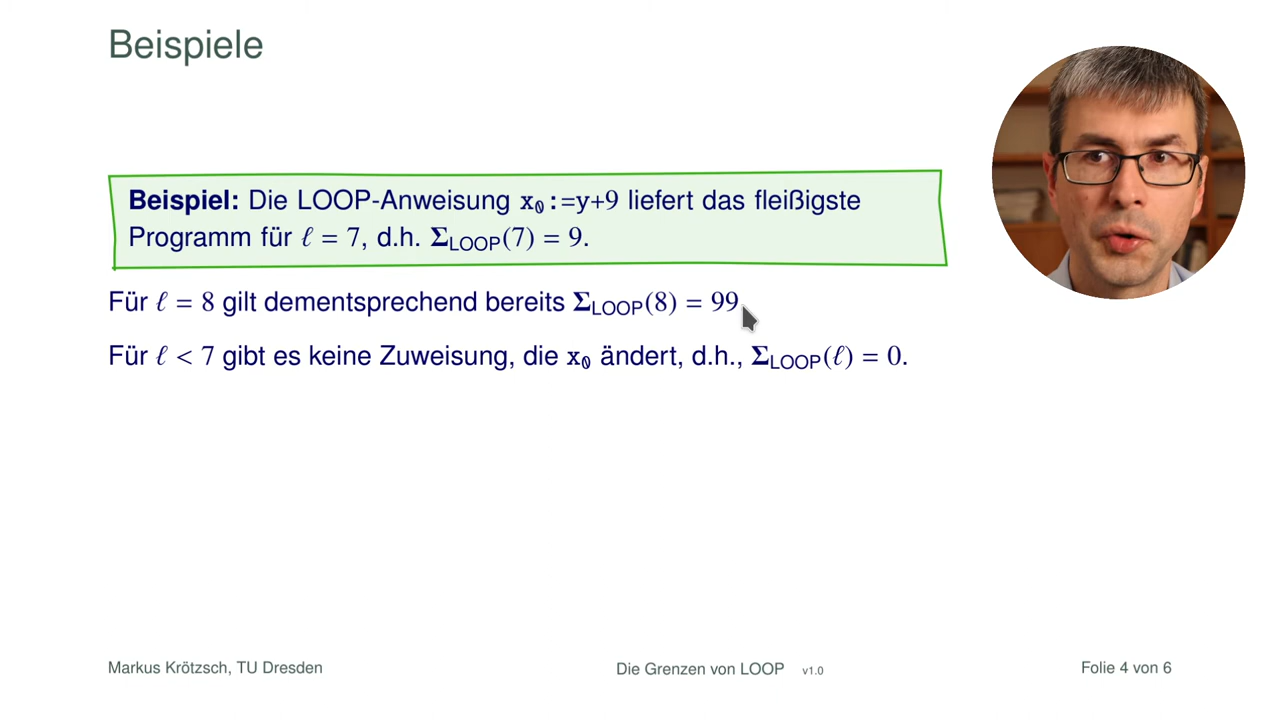 Beispiele
Beispiel: Die LOOP-Anweisung x₀:=y+9 liefert das fleißigste
Programm für ℓ = 7, d.h. Σ_LOOP(7) = 9.
Für ℓ = 8 gilt dementsprechend bereits Σ_LOOP(8) = 99
Für ℓ < 7 gibt es keine Zuweisung, die x₀ ändert, d.h., Σ_LOOP(ℓ) = 0.
Markus Krötzsch, TU Dresden Die Grenzen von LOOP v1.0 Folie 4 von 6